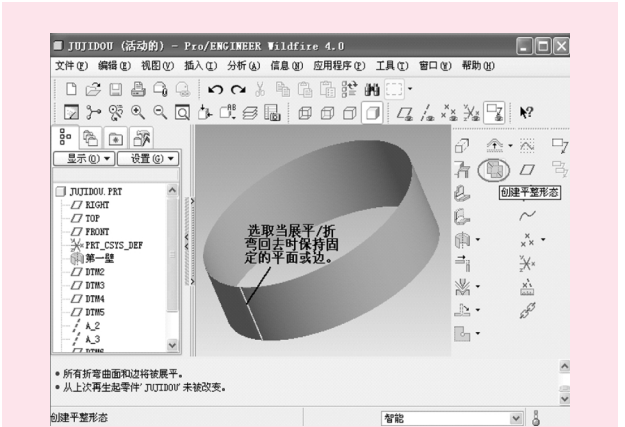 JUJIDOU (活动的) - Pro/ENGINEER Wildfire 4.0
文件(F) 编辑(E) 视图(V) 插入(I) 分析(A) 信息(N) 应用程序(P) 工具(T) 窗口(W) 帮助(H)
显示(O) 设置(G)
JUJIDOU.PRT
RIGHT
TOP
FRONT
PRT_CSYS_DEF
第一壁
DTM2
DTM3
DTM4
DTM5
A_2
A_3
选取当展平/折
弯回去时保持固
定的平面或边。
创建平整形态
所有折弯曲面和边将被展平。
从上次再生起零件'JUJIDOU'未被改变。
创建平整形态
智能